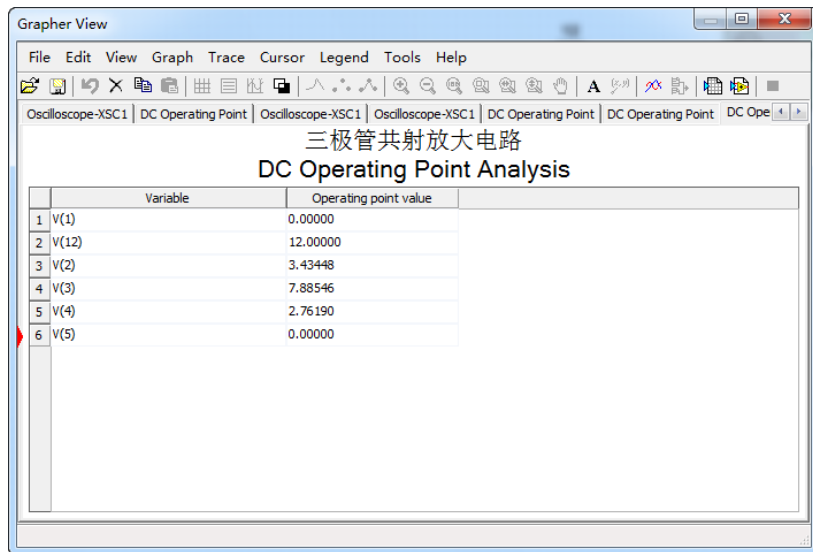 Grapher View
File Edit View Graph Trace Cursor Legend Tools Help
A
Oscilloscope-XSC1 DC Operating Point Oscilloscope-XSC1 Oscilloscope-XSC1 DC Operating Point DC Operating Point DC Ope
三极管共射放大电路
DC Operating Point Analysis
Variable Operating point value
1 V(1) 0.00000
2 V(12) 12.00000
3 V(2) 3.43448
4 V(3) 7.88546
5 V(4) 2.76190
6 V(5) 0.00000